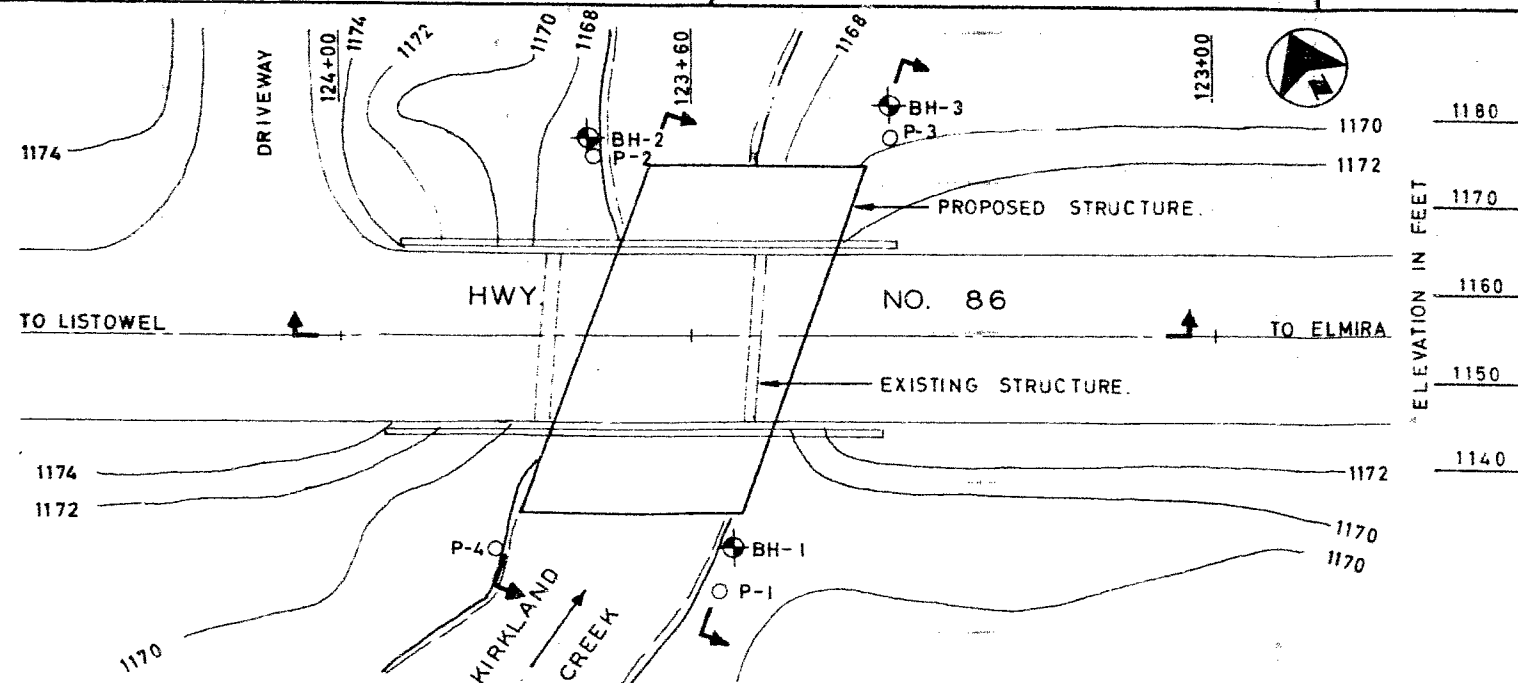 1174
1172
1170
1168
1168
DRIVEWAY
124+00
123+60
123+00
N
BH-3
P-3
BH-2
P-2
1170
1172
1174
1180
1170
1160
1150
1140
ELEVATION IN FEET
PROPOSED STRUCTURE.
HWY.
NO. 86
TO LISTOWEL
TO ELMIRA
EXISTING STRUCTURE.
1174
1172
1172
1170
1170
P-4
BH-1
P-1
KIRKLAND
CREEK
1170